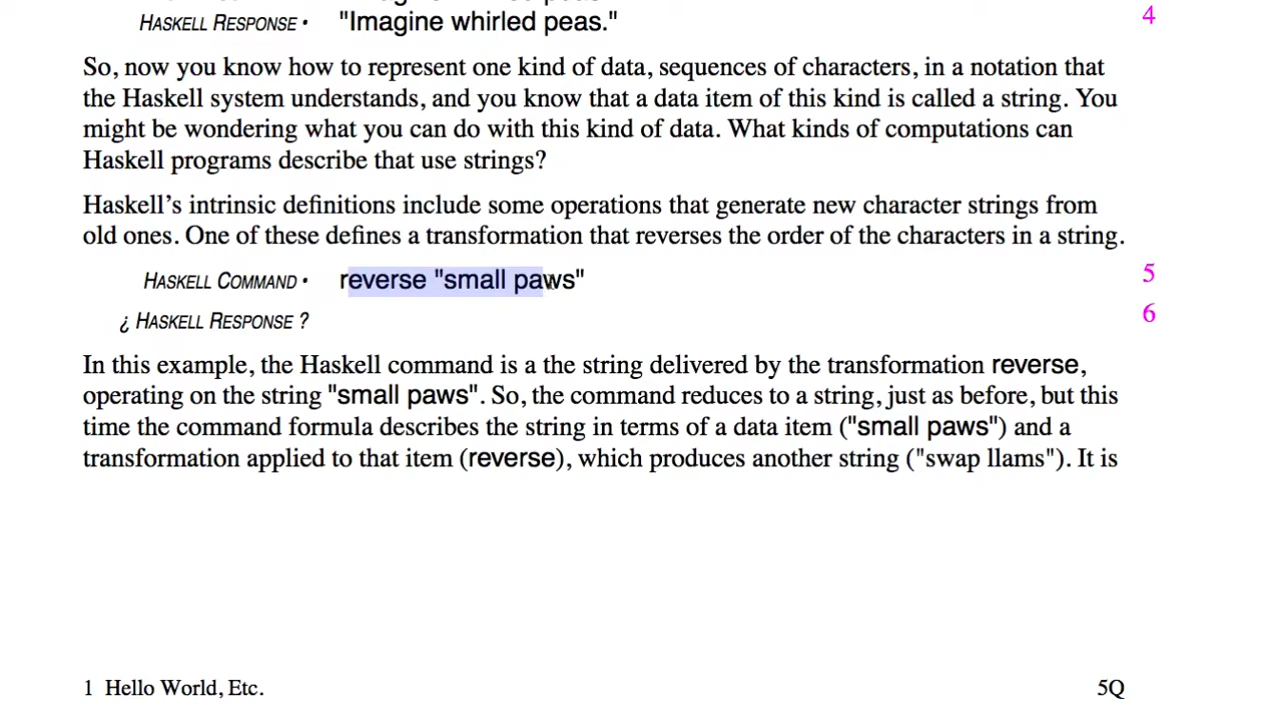 HASKELL RESPONSE • "Imagine whirled peas." 4
So, now you know how to represent one kind of data, sequences of characters, in a notation that
the Haskell system understands, and you know that a data item of this kind is called a string. You
might be wondering what you can do with this kind of data. What kinds of computations can
Haskell programs describe that use strings?
Haskell’s intrinsic definitions include some operations that generate new character strings from
old ones. One of these defines a transformation that reverses the order of the characters in a string.
HASKELL COMMAND • reverse "small paws" 5
¿ HASKELL RESPONSE ? 6
In this example, the Haskell command is a the string delivered by the transformation reverse,
operating on the string "small paws". So, the command reduces to a string, just as before, but this
time the command formula describes the string in terms of a data item ("small paws") and a
transformation applied to that item (reverse), which produces another string ("swap llams"). It is
1 Hello World, Etc. 5Q